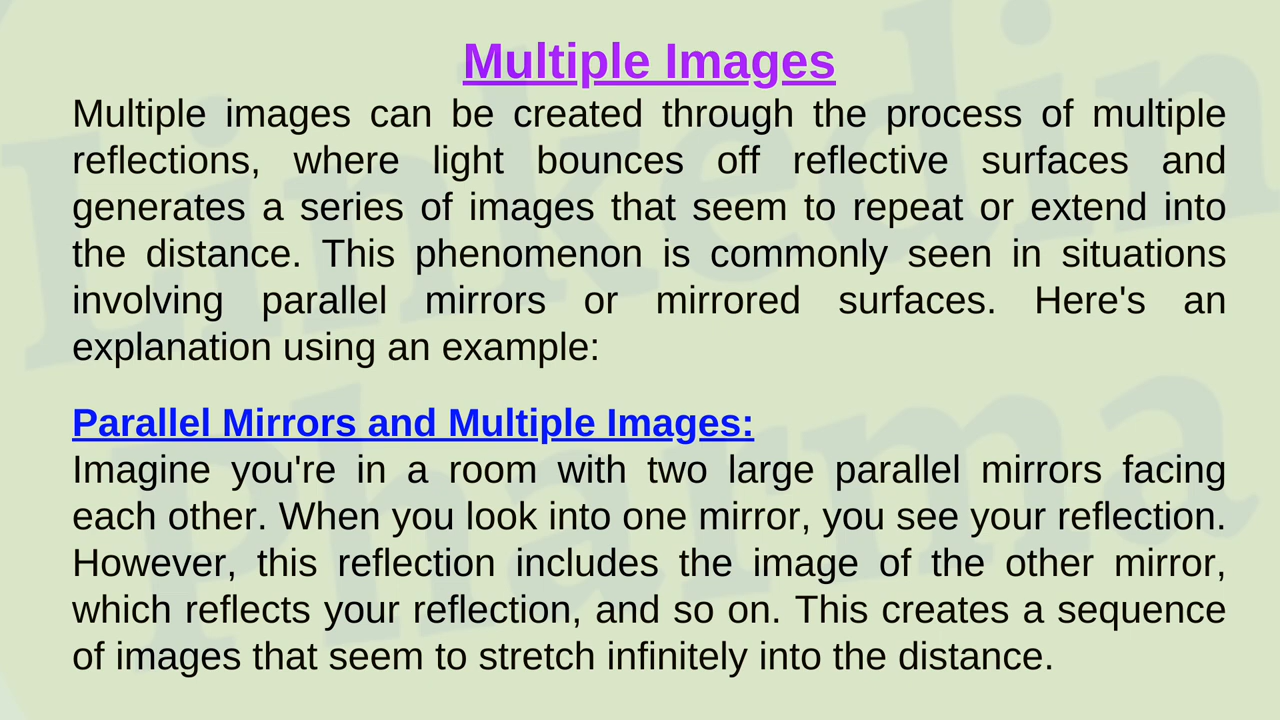 Multiple Images
Multiple images can be created through the process of multiple
reflections, where light bounces off reflective surfaces and
generates a series of images that seem to repeat or extend into
the distance. This phenomenon is commonly seen in situations
involving parallel mirrors or mirrored surfaces. Here's an
explanation using an example:
Parallel Mirrors and Multiple Images:
Imagine you're in a room with two large parallel mirrors facing
each other. When you look into one mirror, you see your reflection.
However, this reflection includes the image of the other mirror,
which reflects your reflection, and so on. This creates a sequence
of images that seem to stretch infinitely into the distance.
Linkedin
Pharma